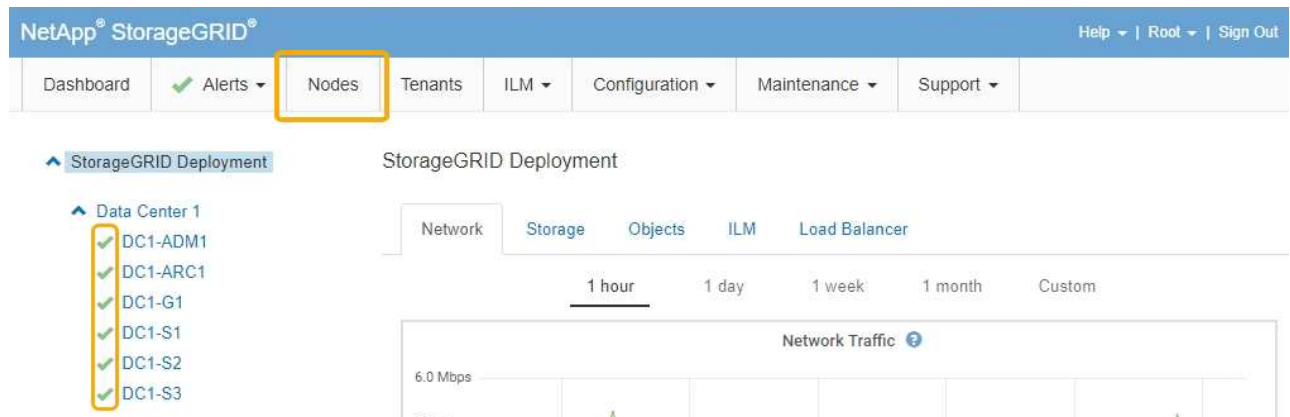 NetApp® StorageGRID®
Help | Root | Sign Out
Dashboard Alerts Nodes Tenants ILM Configuration Maintenance Support
StorageGRID Deployment
StorageGRID Deployment
Data Center 1
DC1-ADM1
DC1-ARC1
DC1-G1
DC1-S1
DC1-S2
DC1-S3
Network Storage Objects ILM Load Balancer
1 hour 1 day 1 week 1 month Custom
Network Traffic
6.0 Mbps